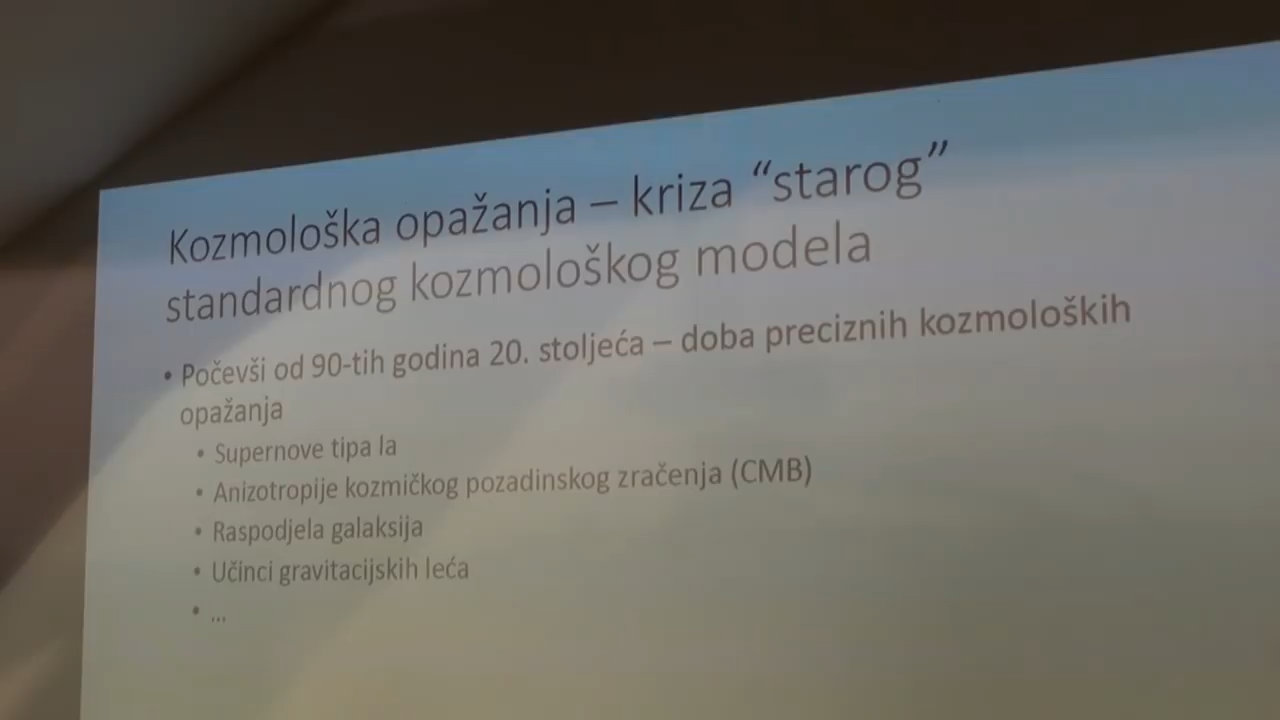 Kozmološka opažanja – kriza “starog”
standardnog kozmološkog modela
• Počevši od 90-tih godina 20. stoljeća – doba preciznih kozmoloških
opažanja
• Supernove tipa Ia
• Anizotropije kozmičkog pozadinskog zračenja (CMB)
• Raspodjela galaksija
• Učinci gravitacijskih leća
• ...